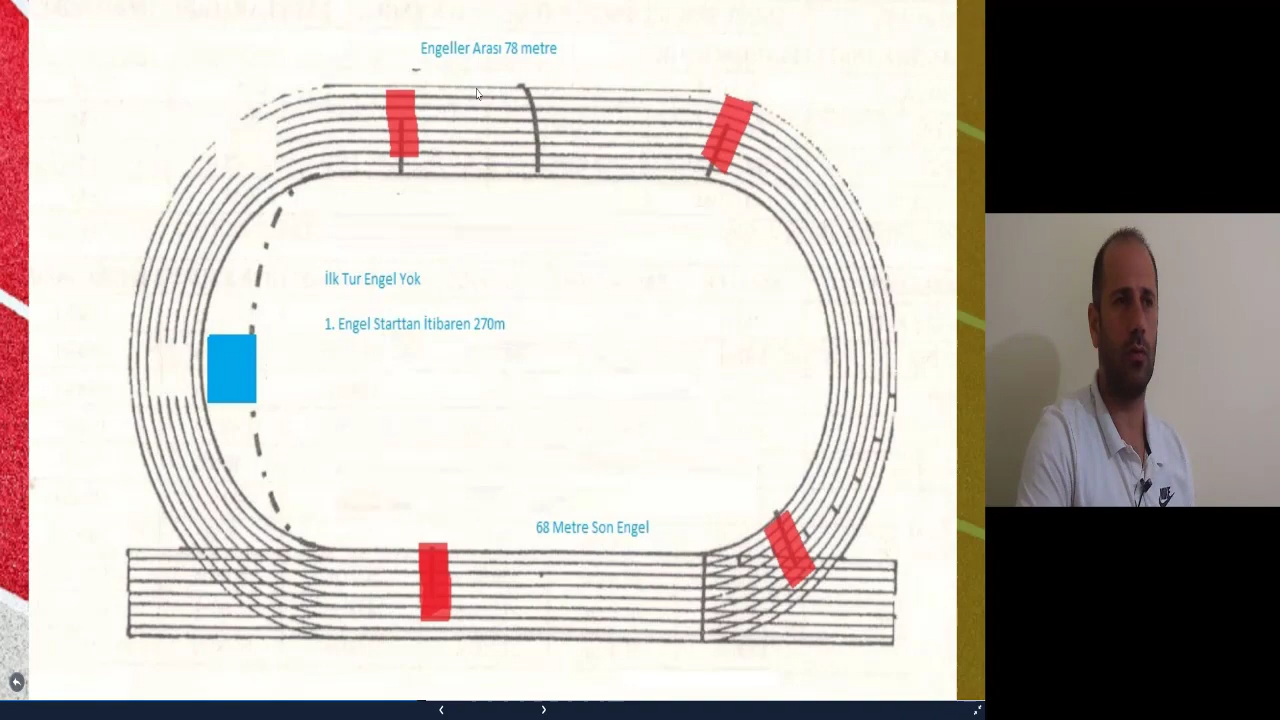 Engeller Arası 78 metre
İlk Tur Engel Yok
1. Engel Starttan İtibaren 270m
68 Metre Son Engel